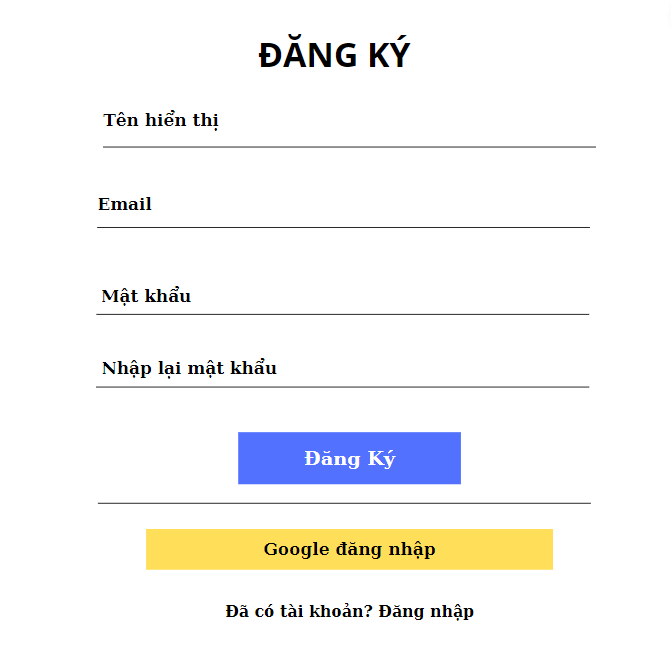 ĐĂNG KÝ
Tên hiển thị
Email
Mật khẩu
Nhập lại mật khẩu
Đăng Ký
Google đăng nhập
Đã có tài khoản? Đăng nhập